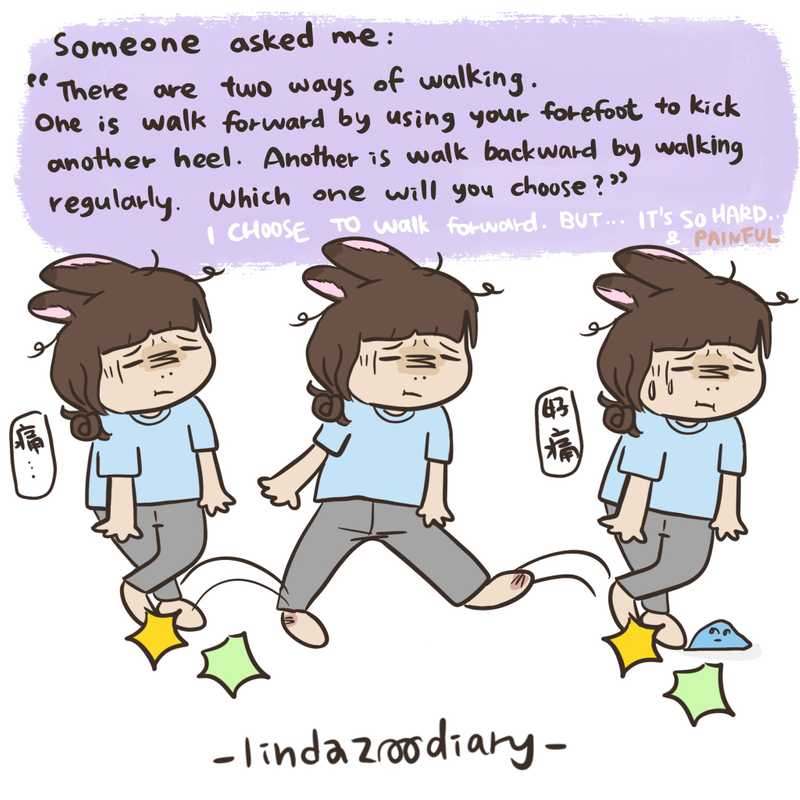 Someone asked me:
"There are two ways of walking.
One is walk forward by using your forefoot to kick
another heel. Another is walk backward by walking
regularly. Which one will you choose?"
I CHOOSE TO walk forward. BUT... IT'S SO HARD...
& PAINFUL
痛...
好痛
-lindazoodiary-